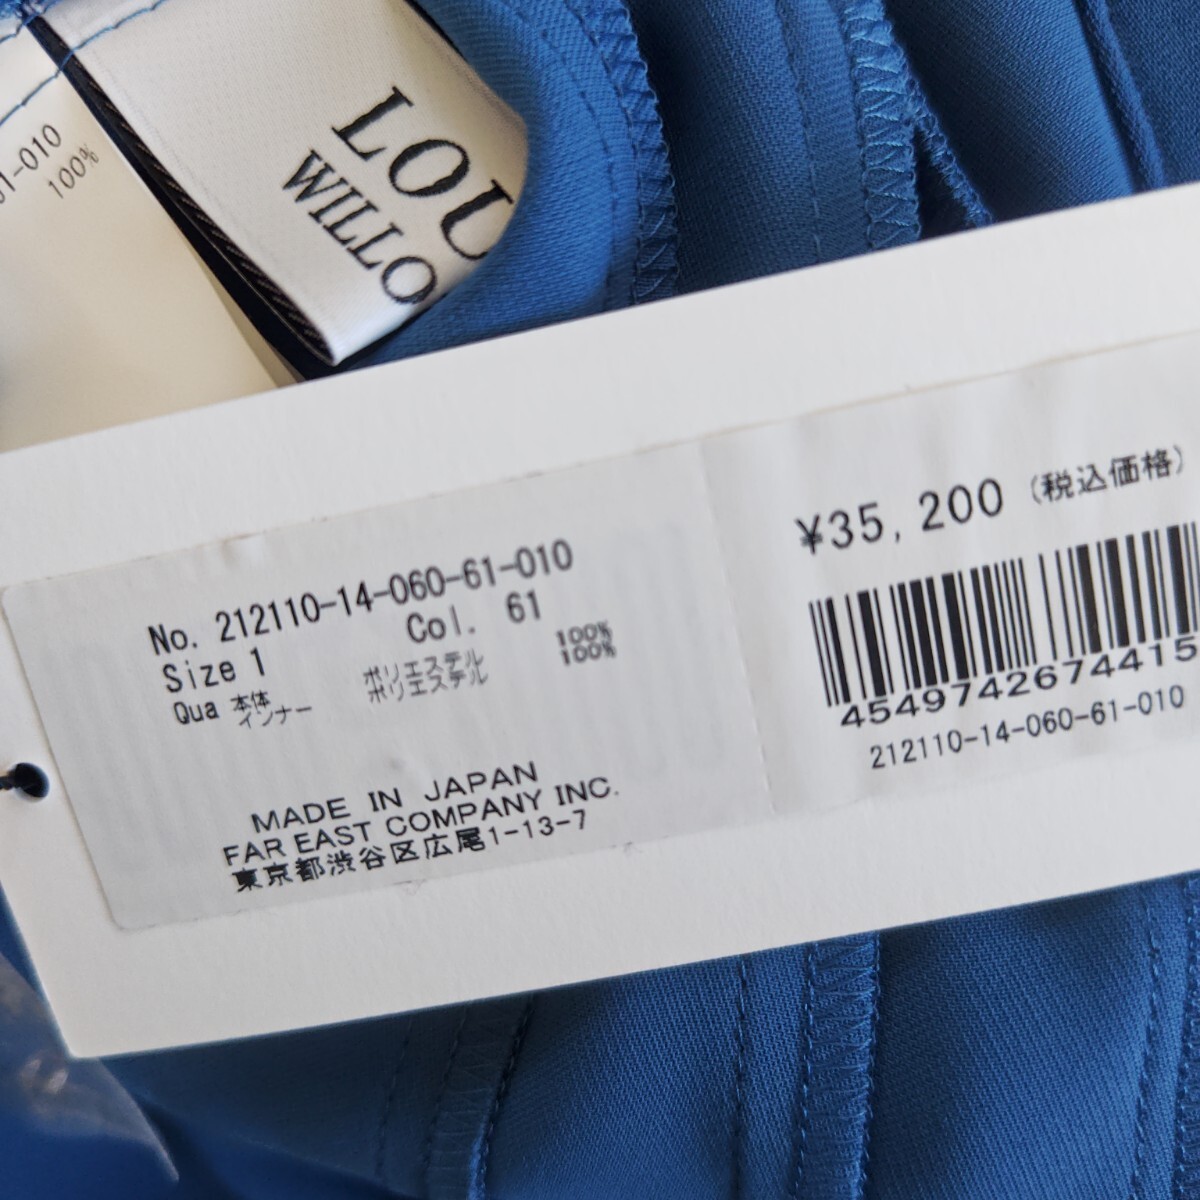 1-010
100%
LOU
WILLO
No. 212110-14-060-61-010
Size 1 Col. 61
Qua 本体 ポリエステル 100%
インナー ポリエステル 100%
MADE IN JAPAN
FAR EAST COMPANY INC.
東京都渋谷区広尾1-13-7
¥35,200 (税込価格)
4549742674415
212110-14-060-61-010